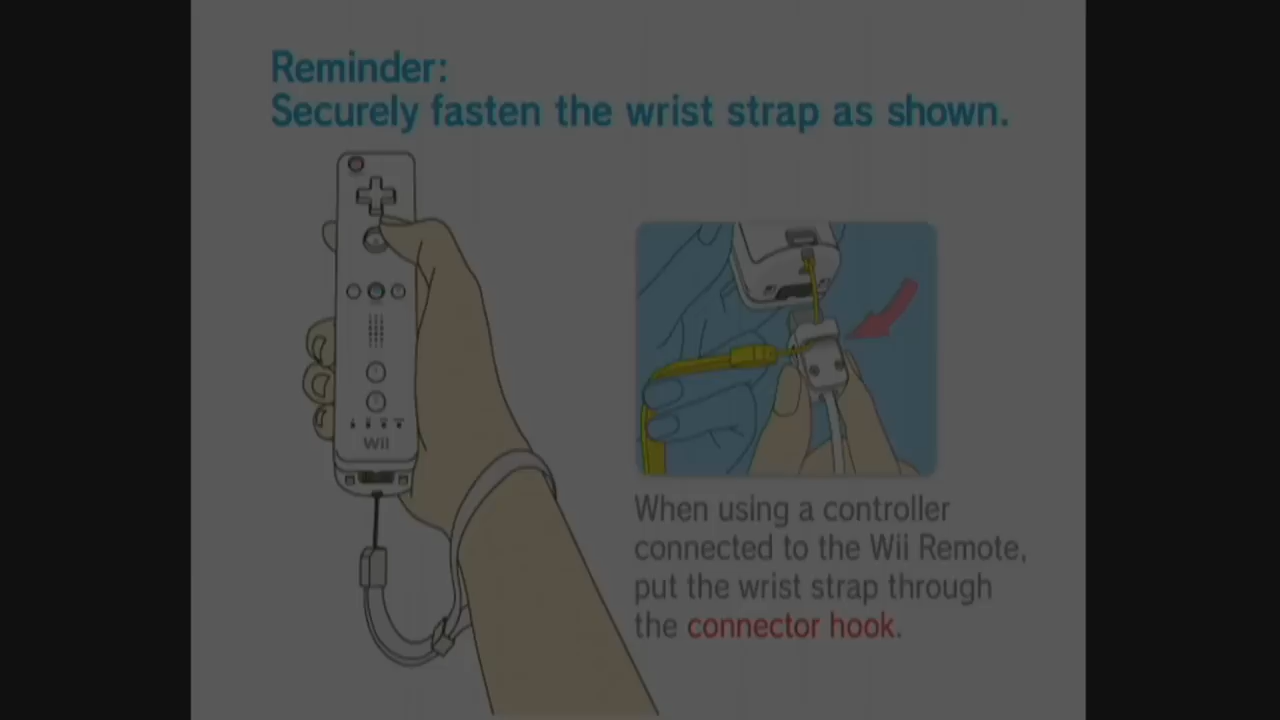 Reminder:
Securely fasten the wrist strap as shown.
Wii
When using a controller
connected to the Wii Remote,
put the wrist strap through
the connector hook.